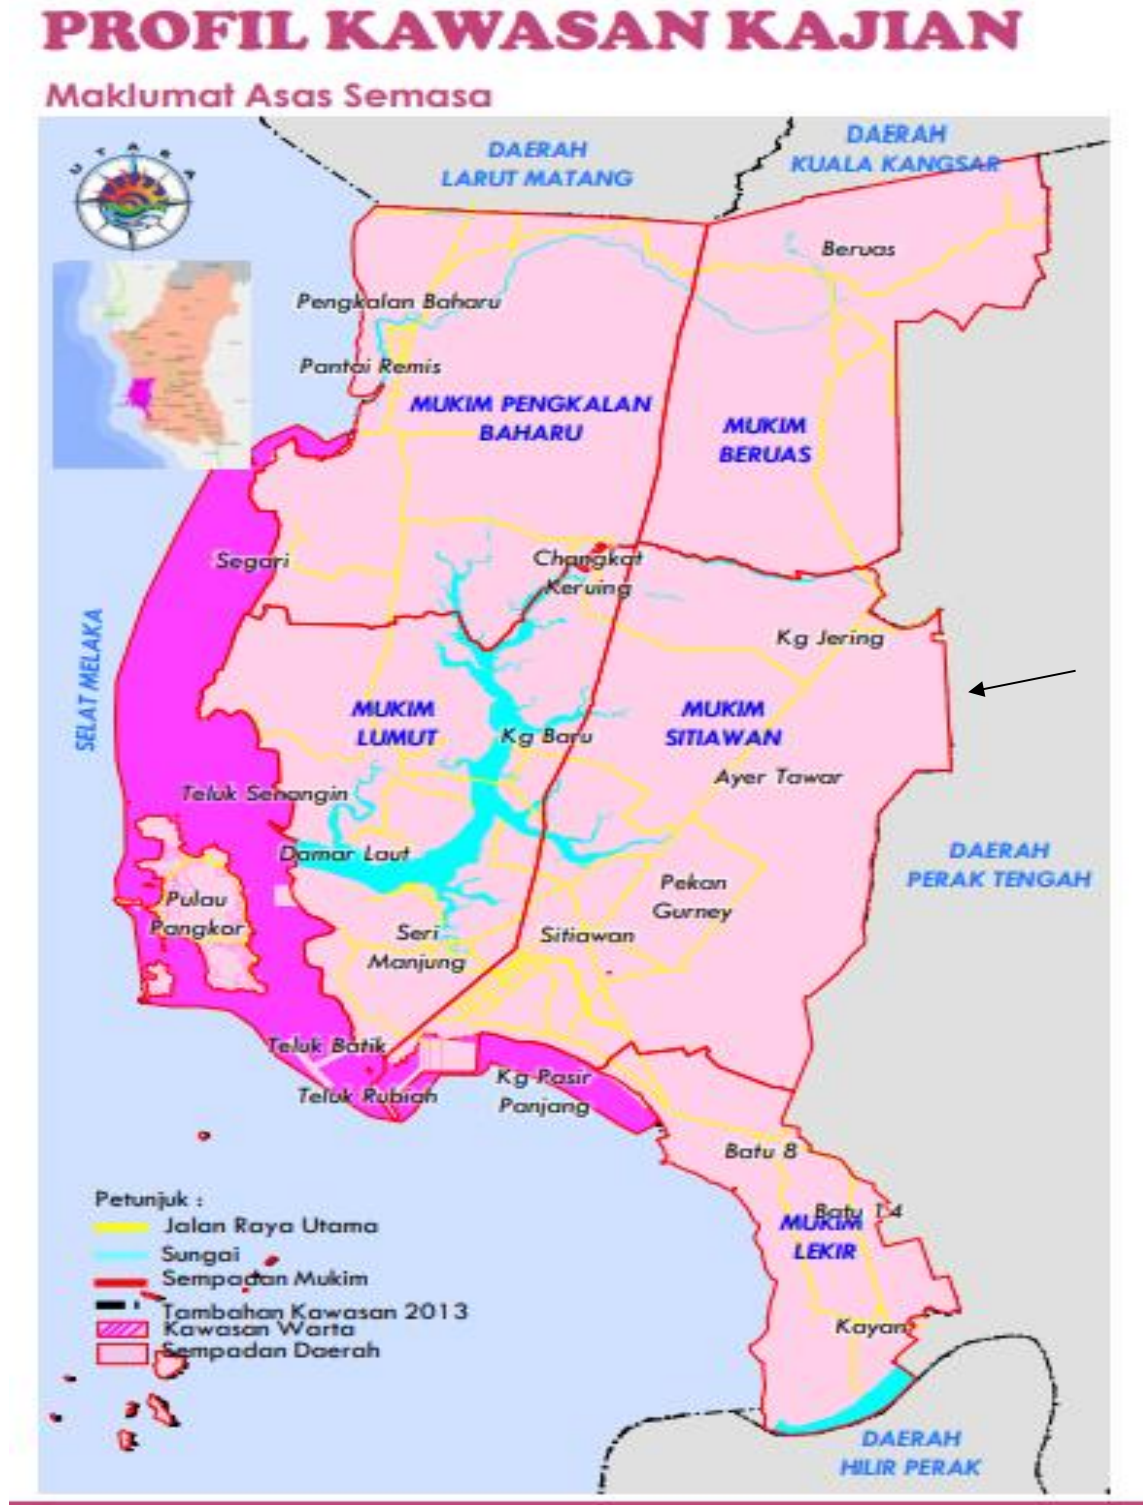 PROFIL KAWASAN KAJIAN
Maklumat Asas Semasa
UTARA
DAERAH
LARUT MATANG
DAERAH
KUALA KANGSAR
Beruas
Pengkalan Baharu
Pantai Remis
MUKIM PENGKALAN
BAHARU
MUKIM
BERUAS
Segari
Changkat
Keruing
SELAT MELAKA
Kg Jering
MUKIM
LUMUT
Kg Baru
MUKIM
SITIAWAN
Ayer Tawar
Teluk Senangin
Damar Laut
DAERAH
PERAK TENGAH
Pulau
Pangkor
Pekan
Gurney
Seri
Manjung
Sitiawan
Teluk Batik
Teluk Rubiah
Kg Pasir
Panjang
Batu 8
Batu 14
MUKIM
LEKIR
Kayan
Petunjuk :
Jalan Raya Utama
Sungai
Sempadan Mukim
Tambahan Kawasan 2013
Kawasan Warta
Sempadan Daerah
DAERAH
HILIR PERAK